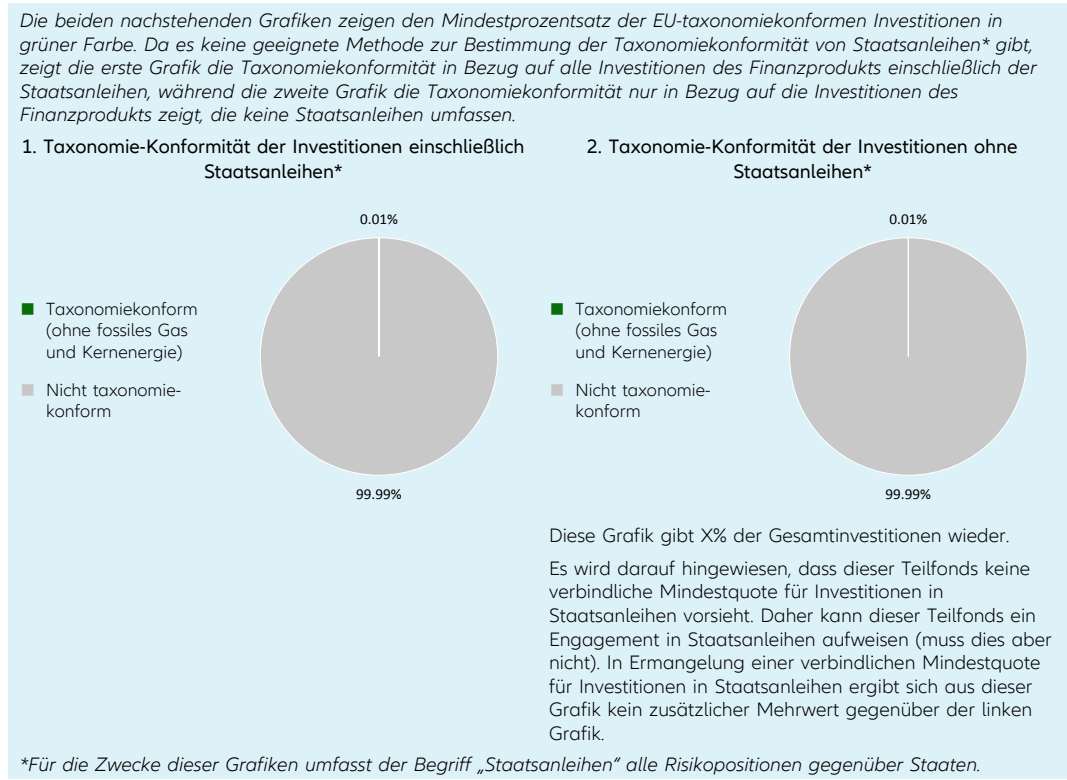 Die beiden nachstehenden Grafiken zeigen den Mindestprozentsatz der EU-taxonomiekonformen Investitionen in
grüner Farbe. Da es keine geeignete Methode zur Bestimmung der Taxonomiekonformität von Staatsanleihen* gibt,
zeigt die erste Grafik die Taxonomiekonformität in Bezug auf alle Investitionen des Finanzprodukts einschließlich der
Staatsanleihen, während die zweite Grafik die Taxonomiekonformität nur in Bezug auf die Investitionen des
Finanzprodukts zeigt, die keine Staatsanleihen umfassen.
1. Taxonomie-Konformität der Investitionen einschließlich
Staatsanleihen*
0.01%
Taxonomiekonform
(ohne fossiles Gas
und Kernenergie)
Nicht taxonomie-
konform
99.99%
2. Taxonomie-Konformität der Investitionen ohne
Staatsanleihen*
0.01%
Taxonomiekonform
(ohne fossiles Gas
und Kernenergie)
Nicht taxonomie-
konform
99.99%
Diese Grafik gibt X% der Gesamtinvestitionen wieder.
Es wird darauf hingewiesen, dass dieser Teilfonds keine
verbindliche Mindestquote für Investitionen in
Staatsanleihen vorsieht. Daher kann dieser Teilfonds ein
Engagement in Staatsanleihen aufweisen (muss dies aber
nicht). In Ermangelung einer verbindlichen Mindestquote
für Investitionen in Staatsanleihen ergibt sich aus dieser
Grafik kein zusätzlicher Mehrwert gegenüber der linken
Grafik.
*Für die Zwecke dieser Grafiken umfasst der Begriff „Staatsanleihen" alle Risikopositionen gegenüber Staaten.